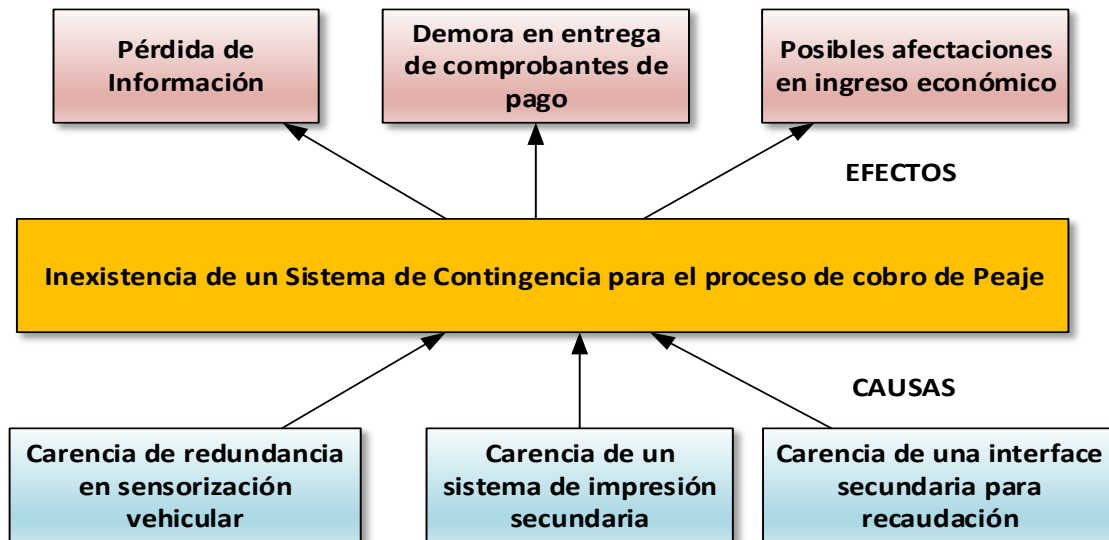 Pérdida de
Información
Demora en entrega
de comprobantes de
pago
Posibles afectaciones
en ingreso económico
EFECTOS
Inexistencia de un Sistema de Contingencia para el proceso de cobro de Peaje
CAUSAS
Carencia de redundancia
en sensorización
vehicular
Carencia de un
sistema de impresión
secundaria
Carencia de una interface
secundaria para
recaudación